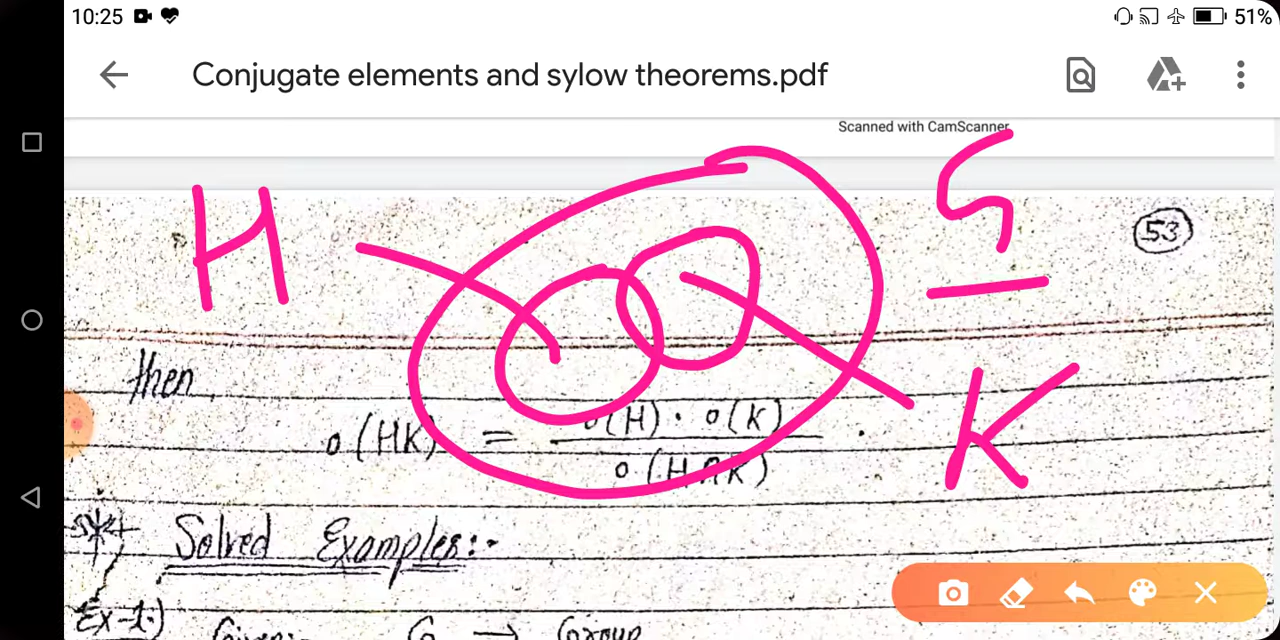 10:25 51%
Conjugate elements and sylow theorems.pdf
Scanned with CamScanner
H
K
53
then,
o(HK) = o(H) · o(K) / o(H∩K) .
Solved Examples:-
Ex-1.) Given:- G → Group